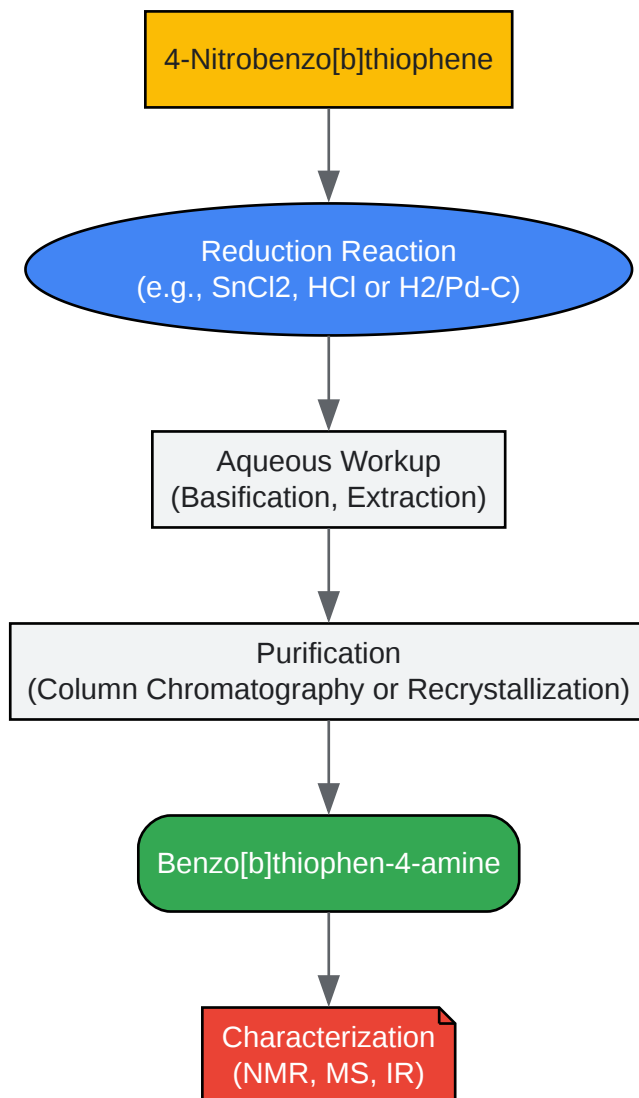 4-Nitrobenzo[b]thiophene
Reduction Reaction
(e.g., SnCl2, HCl or H2/Pd-C)
Aqueous Workup
(Basification, Extraction)
Purification
(Column Chromatography or Recrystallization)
Benzo[b]thiophen-4-amine
Characterization
(NMR, MS, IR)